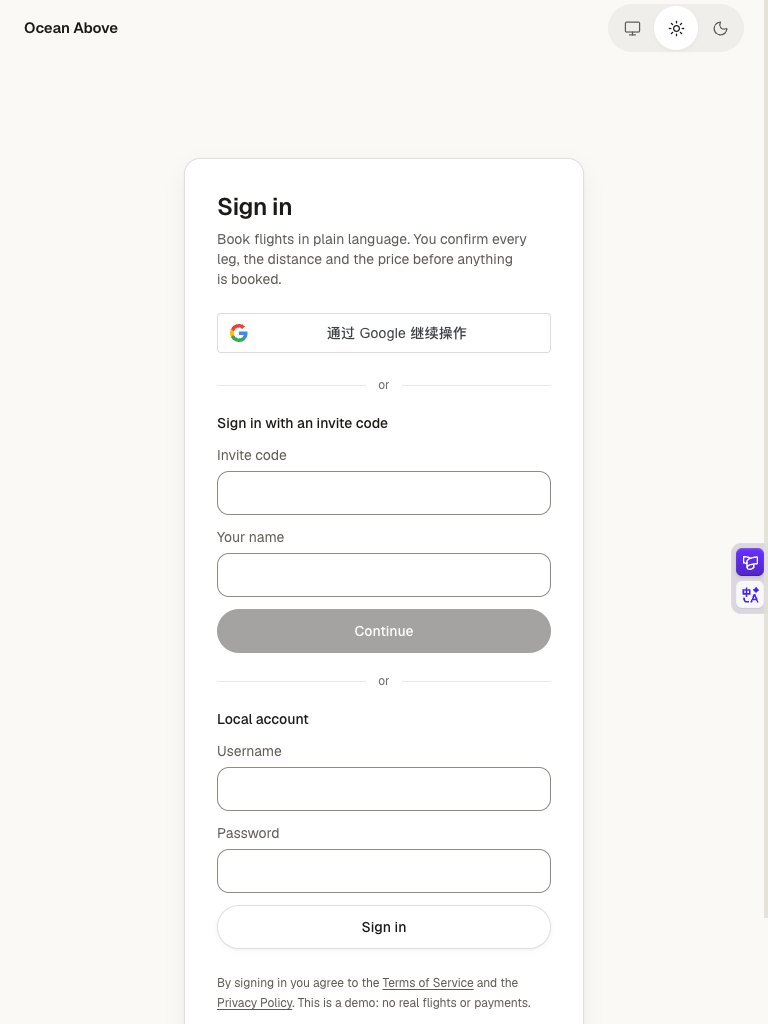 Ocean Above
Sign in
Book flights in plain language. You confirm every
leg, the distance and the price before anything
is booked.
通过 Google 继续操作
or
Sign in with an invite code
Invite code
Your name
Continue
or
Local account
Username
Password
Sign in
By signing in you agree to the Terms of Service and the
Privacy Policy. This is a demo: no real flights or payments.